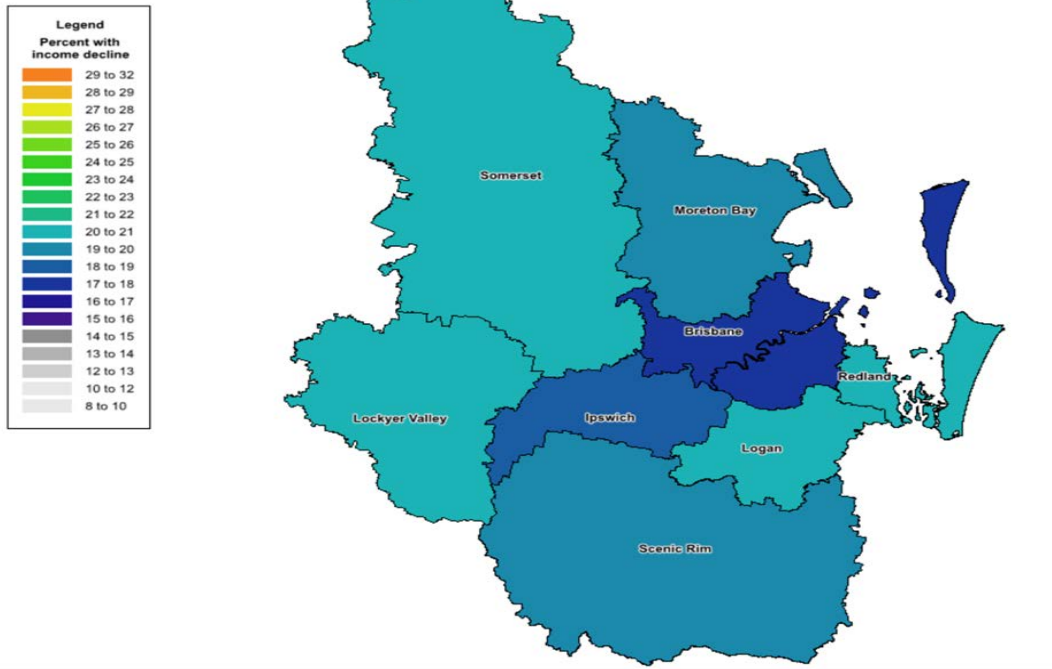 Legend
Percent with
income decline
29 to 32
28 to 29
27 to 28
26 to 27
25 to 26
24 to 25
23 to 24
22 to 23
21 to 22
20 to 21
19 to 20
18 to 19
17 to 18
16 to 17
15 to 16
14 to 15
13 to 14
12 to 13
10 to 12
8 to 10
Somerset
Moreton Bay
Brisbane
Redland
Lockyer Valley
Ipswich
Logan
Scenic Rim